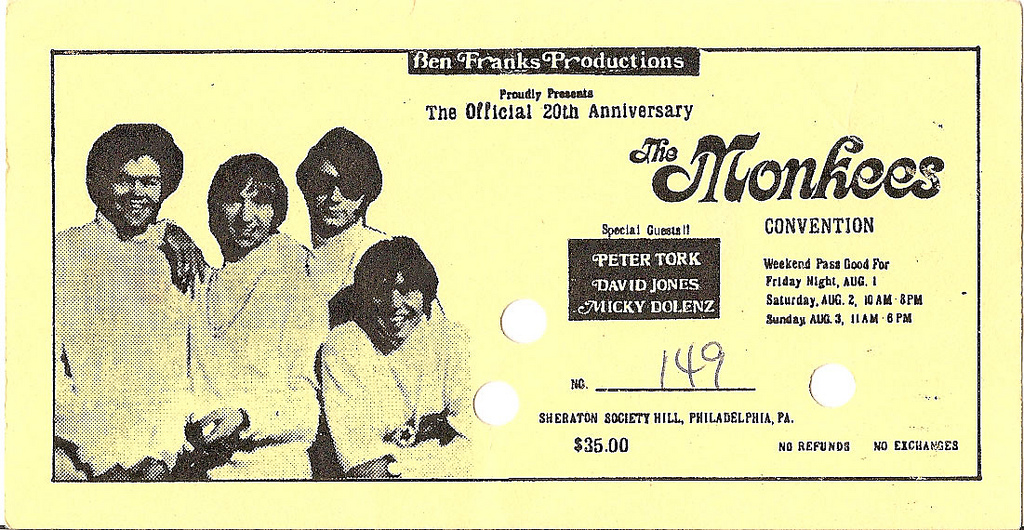 Ben Franks Productions
Proudly Presents
The Official 20th Anniversary
The Monkees
CONVENTION
Special Guests!!
PETER TORK
DAVID JONES
MICKY DOLENZ
Weekend Pass Good For
Friday Night, AUG. 1
Saturday, AUG. 2, 10 AM - 8 PM
Sunday, AUG. 3, 11 AM - 6 PM
NO. 149
SHERATON SOCIETY HILL, PHILADELPHIA, PA.
$35.00
NO REFUNDS NO EXCHANGES